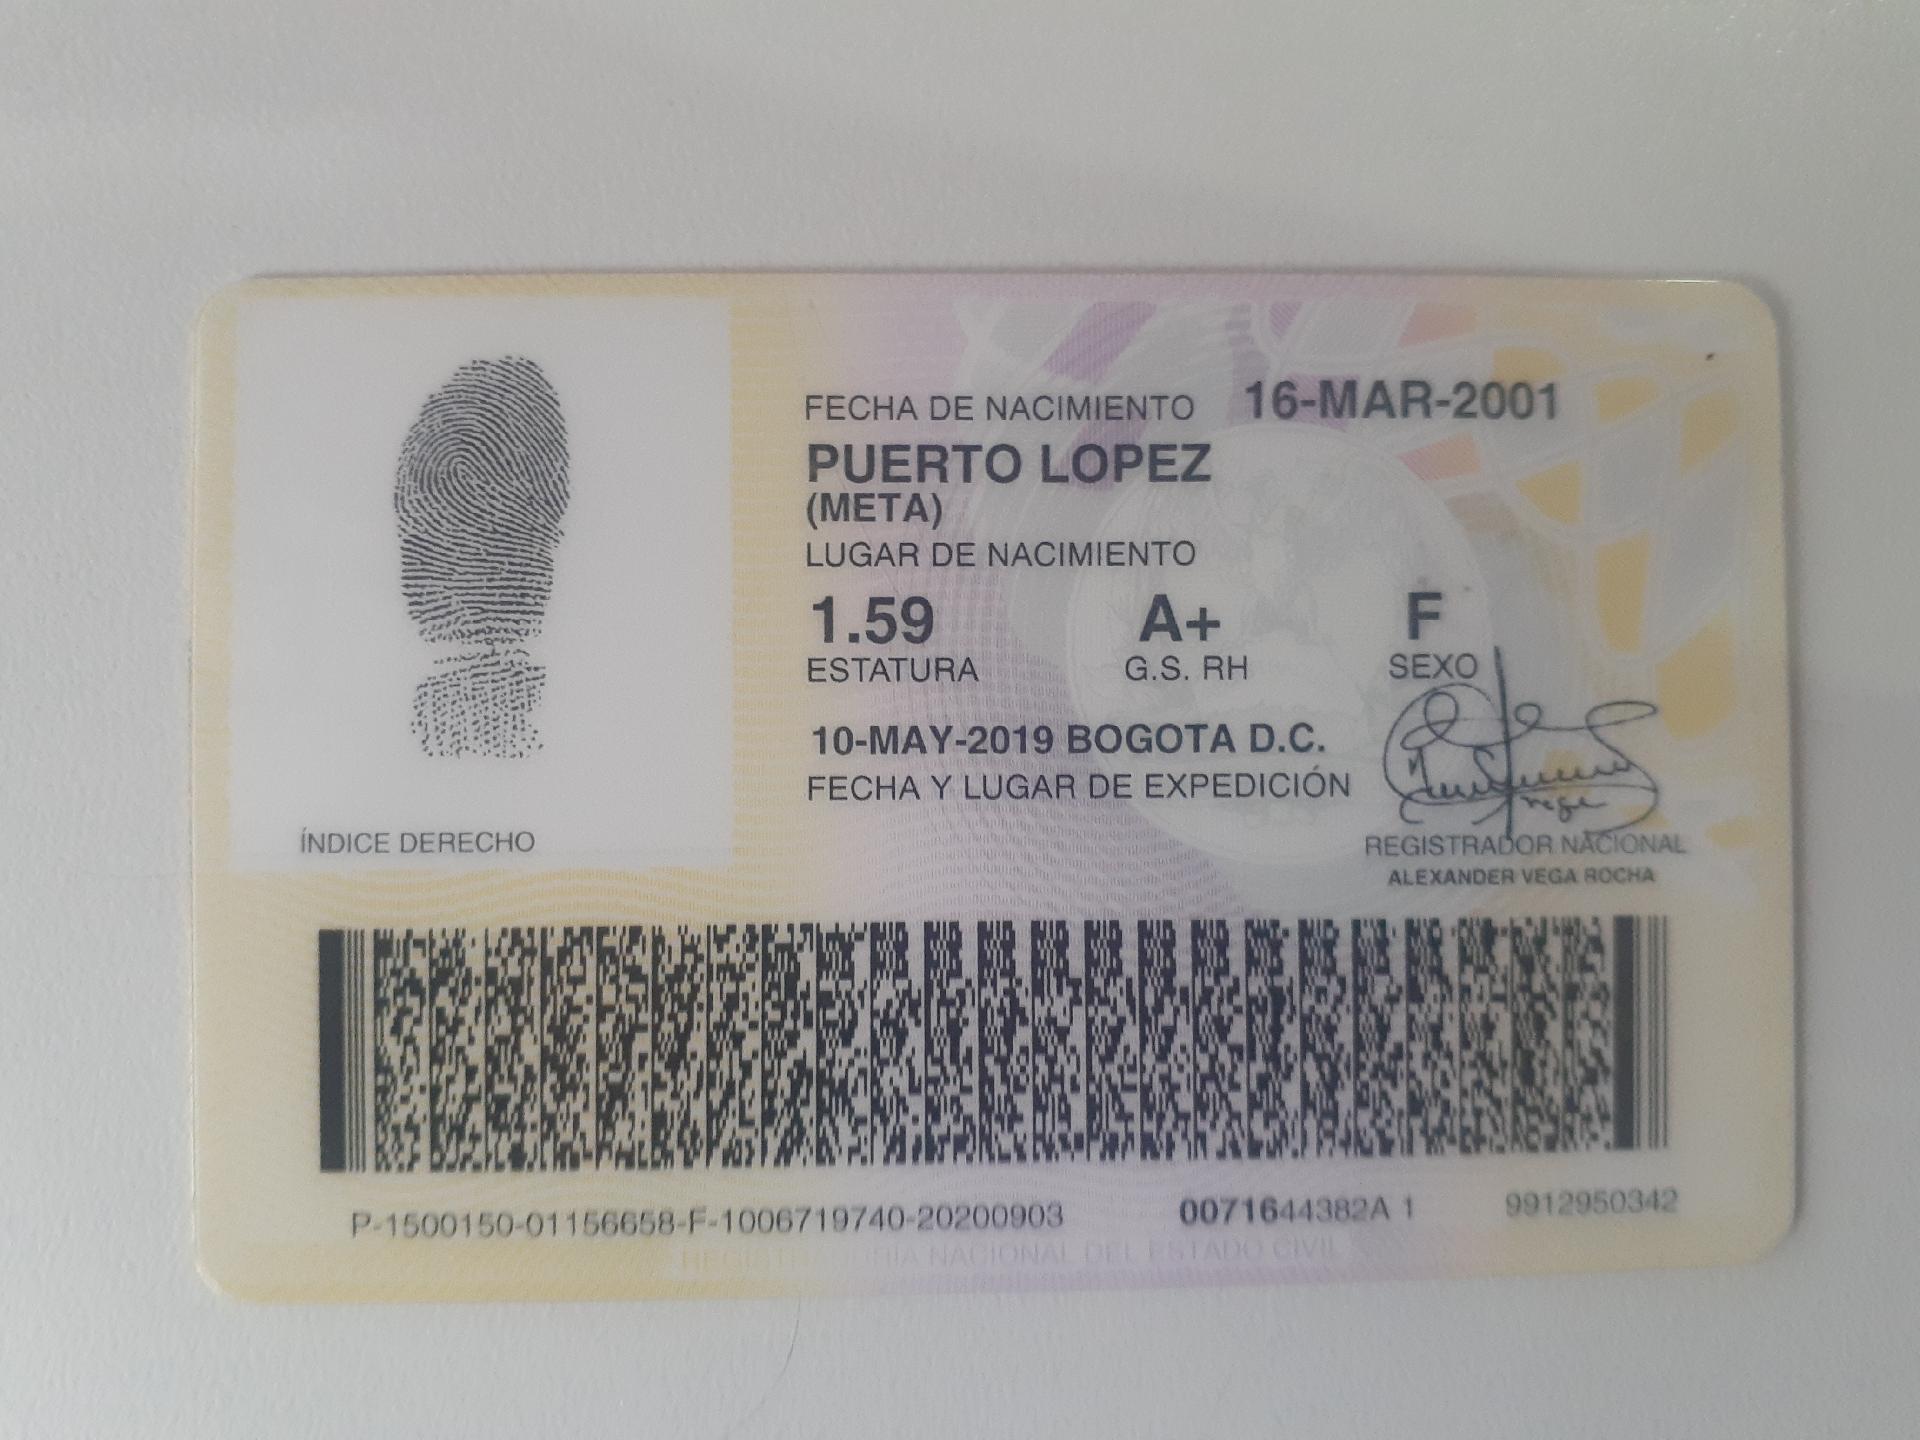 FECHA DE NACIMIENTO 16-MAR-2001
PUERTO LOPEZ
(META)
LUGAR DE NACIMIENTO
1.59 A+ F
ESTATURA G.S. RH SEXO
10-MAY-2019 BOGOTA D.C.
FECHA Y LUGAR DE EXPEDICIÓN
ÍNDICE DERECHO
REGISTRADOR NACIONAL
ALEXANDER VEGA ROCHA
P-1500150-01156658-F-1006719740-20200903 0071644382A 1 9912950342
REGISTRADURÍA NACIONAL DEL ESTADO CIVIL